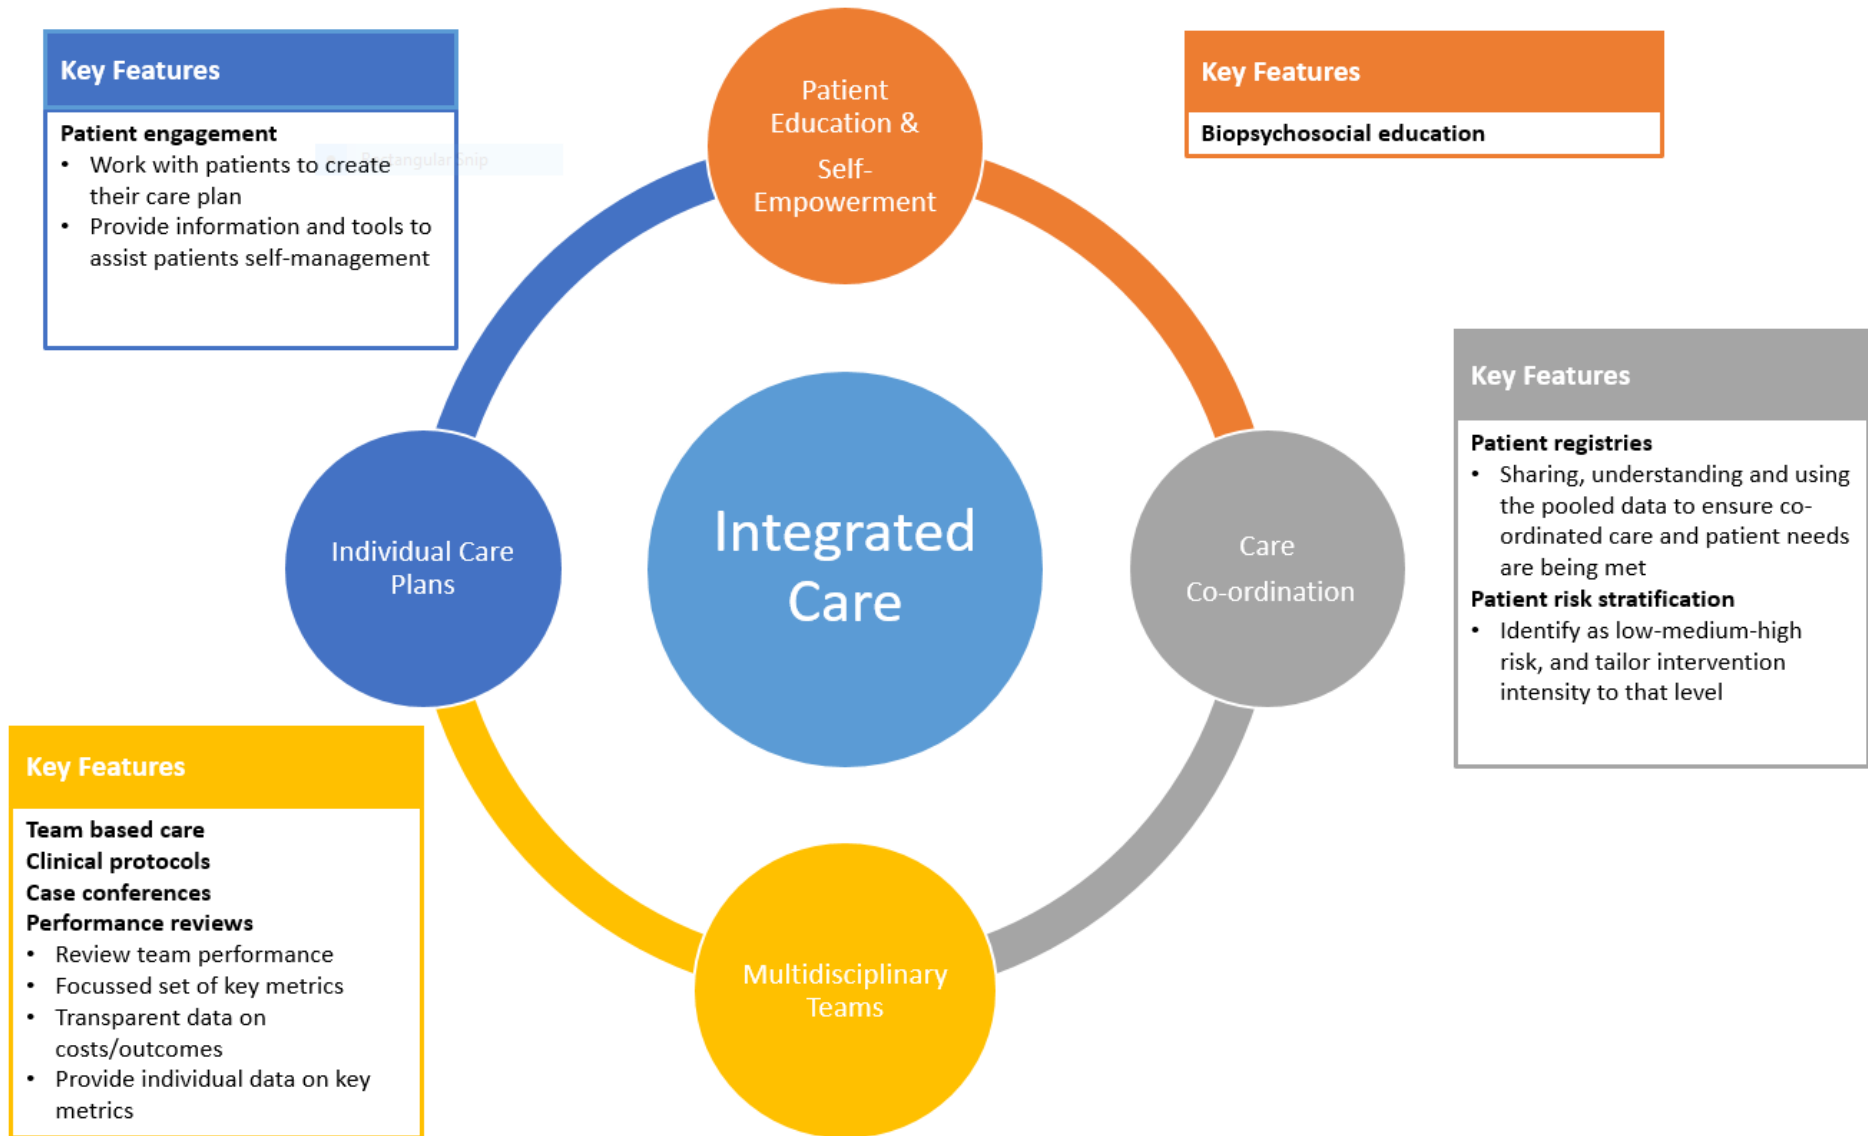 Key Features
Patient engagement
• Work with patients to create
their care plan
• Provide information and tools to
assist patients self-management
Rectangular Snip
Patient
Education &
Self-
Empowerment
Key Features
Biopsychosocial education
Individual Care
Plans
Integrated
Care
Care
Co-ordination
Key Features
Patient registries
• Sharing, understanding and using
the pooled data to ensure co-
ordinated care and patient needs
are being met
Patient risk stratification
• Identify as low-medium-high
risk, and tailor intervention
intensity to that level
Key Features
Team based care
Clinical protocols
Case conferences
Performance reviews
• Review team performance
• Focussed set of key metrics
• Transparent data on
costs/outcomes
• Provide individual data on key
metrics
Multidisciplinary
Teams